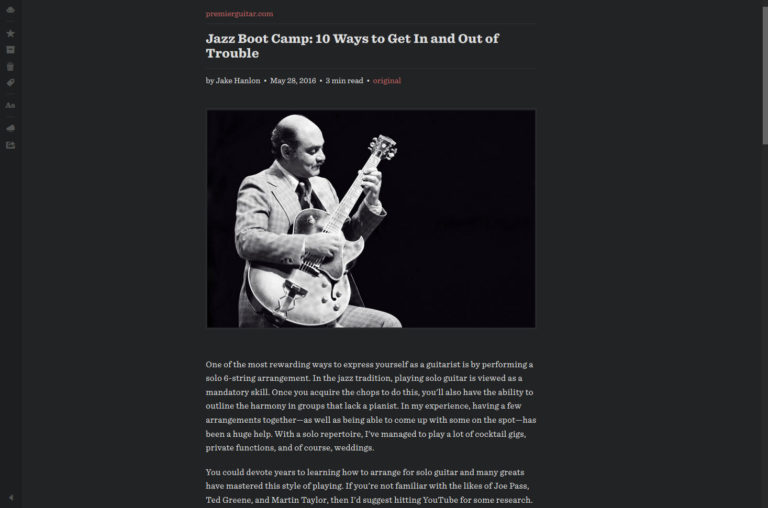 premierguitar.com
Jazz Boot Camp: 10 Ways to Get In and Out of
Trouble
by Jake Hanlon • May 28, 2016 • 3 min read • original
Aa
One of the most rewarding ways to express yourself as a guitarist is by performing a
solo 6-string arrangement. In the jazz tradition, playing solo guitar is viewed as a
mandatory skill. Once you acquire the chops to do this, you'll also have the ability to
outline the harmony in groups that lack a pianist. In my experience, having a few
arrangements together—as well as being able to come up with some on the spot—has
been a huge help. With a solo repertoire, I've managed to play a lot of cocktail gigs,
private functions, and of course, weddings.
You could devote years to learning how to arrange for solo guitar and many greats
have mastered this style of playing. If you're not familiar with the likes of Joe Pass,
Ted Greene, and Martin Taylor, then I'd suggest hitting YouTube for some research.